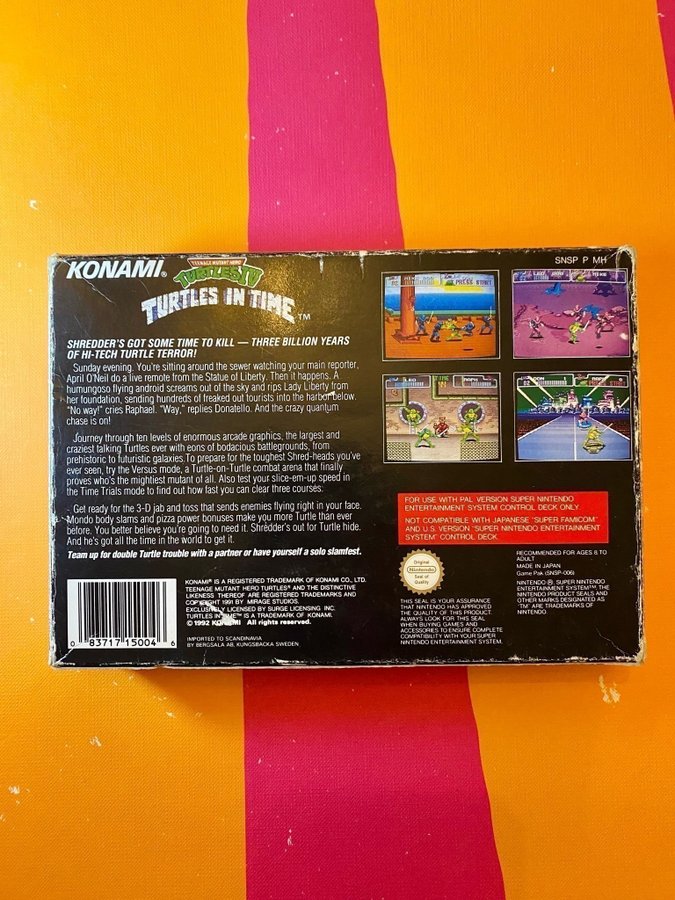 KONAMI®
TEENAGE MUTANT HERO
TURTLES IV
TURTLES IN TIME™
SNSP P MH
SHREDDER'S GOT SOME TIME TO KILL — THREE BILLION YEARS
OF HI-TECH TURTLE TERROR!
Sunday evening. You're sitting around the sewer watching your main reporter,
April O'Neil do a live remote from the Statue of Liberty. Then it happens. A
humungoso flying android screams out of the sky and rips Lady Liberty from
her foundation, sending hundreds of freaked out tourists into the harbor below.
"No way!" cries Raphael. "Way," replies Donatello. And the crazy quantum
chase is on!
Journey through ten levels of enormous arcade graphics, the largest and
craziest talking Turtles ever with eons of bodacious battlegrounds, from
prehistoric to futuristic galaxies.To prepare for the toughest Shred-heads you've
ever seen, try the Versus mode, a Turtle-on-Turtle combat arena that finally
proves who's the mightiest mutant of all. Also test your slice-em-up speed in
the Time Trials mode to find out how fast you can clear three courses.
Get ready for the 3-D jab and toss that sends enemies flying right in your face.
Mondo body slams and pizza power bonuses make you more Turtle than ever
before. You better believe you're going to need it. Shredder's out for Turtle hide.
And he's got all the time in the world to get it.
Team up for double Turtle trouble with a partner or have yourself a solo slamfest.
PRESS START
LEO
MIKE
LEO
TIME
RAPH
DON
PRESS START
FOR USE WITH PAL VERSION SUPER NINTENDO
ENTERTAINMENT SYSTEM CONTROL DECK ONLY.
NOT COMPATIBLE WITH JAPANESE "SUPER FAMICOM"
AND U.S. VERSION "SUPER NINTENDO ENTERTAINMENT
SYSTEM" CONTROL DECK
Original
Nintendo
Seal of
Quality
THIS SEAL IS YOUR ASSURANCE
THAT NINTENDO HAS APPROVED
THE QUALITY OF THIS PRODUCT.
ALWAYS LOOK FOR THIS SEAL
WHEN BUYING GAMES AND
ACCESSORIES TO ENSURE COMPLETE
COMPATIBILITY WITH YOUR SUPER
NINTENDO ENTERTAINMENT SYSTEM.
RECOMMENDED FOR AGES 6 TO
ADULT
MADE IN JAPAN
Game Pak (SNSP-006)
NINTENDO ®, SUPER NINTENDO
ENTERTAINMENT SYSTEM ™, THE
NINTENDO PRODUCT SEALS AND
OTHER MARKS DESIGNATED AS
"TM" ARE TRADEMARKS OF
NINTENDO.
KONAMI® IS A REGISTERED TRADEMARK OF KONAMI CO., LTD.
TEENAGE MUTANT HERO TURTLES® AND THE DISTINCTIVE
LIKENESS THEREOF ARE REGISTERED TRADEMARKS AND
COPYRIGHT 1991 BY MIRAGE STUDIOS.
EXCLUSIVELY LICENSED BY SURGE LICENSING INC.
TURTLES IN TIME™ IS A TRADEMARK OF KONAMI.
© 1992 KONAMI All rights reserved.
IMPORTED TO SCANDINAVIA
BY BERGSALA AB, KUNGSBACKA SWEDEN
0 83717 15004 6